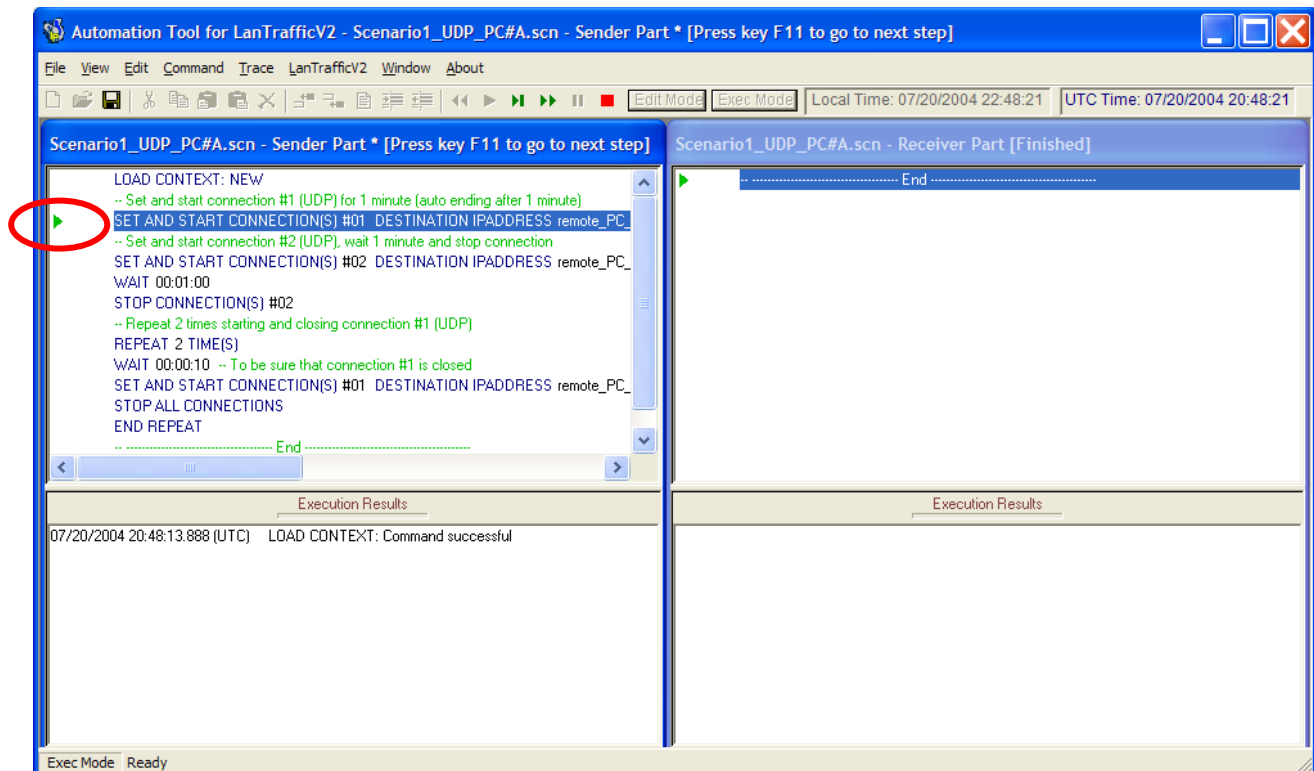 Automation Tool for LanTrafficV2 - Scenario1_UDP_PC#A.scn - Sender Part * [Press key F11 to go to next step]
File View Edit Command Trace LanTrafficV2 Window About
Edit Mode Exec Mode Local Time: 07/20/2004 22:48:21 UTC Time: 07/20/2004 20:48:21
Scenario1_UDP_PC#A.scn - Sender Part * [Press key F11 to go to next step]
LOAD CONTEXT: NEW
-- Set and start connection #1 (UDP) for 1 minute (auto ending after 1 minute)
SET AND START CONNECTION(S) #01 DESTINATION IPADDRESS remote_PC_
-- Set and start connection #2 (UDP), wait 1 minute and stop connection
SET AND START CONNECTION(S) #02 DESTINATION IPADDRESS remote_PC_
WAIT 00:01:00
STOP CONNECTION(S) #02
-- Repeat 2 times starting and closing connection #1 (UDP)
REPEAT 2 TIME(S)
WAIT 00:00:10 -- To be sure that connection #1 is closed
SET AND START CONNECTION(S) #01 DESTINATION IPADDRESS remote_PC_
STOP ALL CONNECTIONS
END REPEAT
-- ------------------------------------ End ----------------------------------------
Execution Results
07/20/2004 20:48:13.888 (UTC) LOAD CONTEXT: Command successful
Scenario1_UDP_PC#A.scn - Receiver Part [Finished]
-- ------------------------------------ End ----------------------------------------
Execution Results
Exec Mode Ready